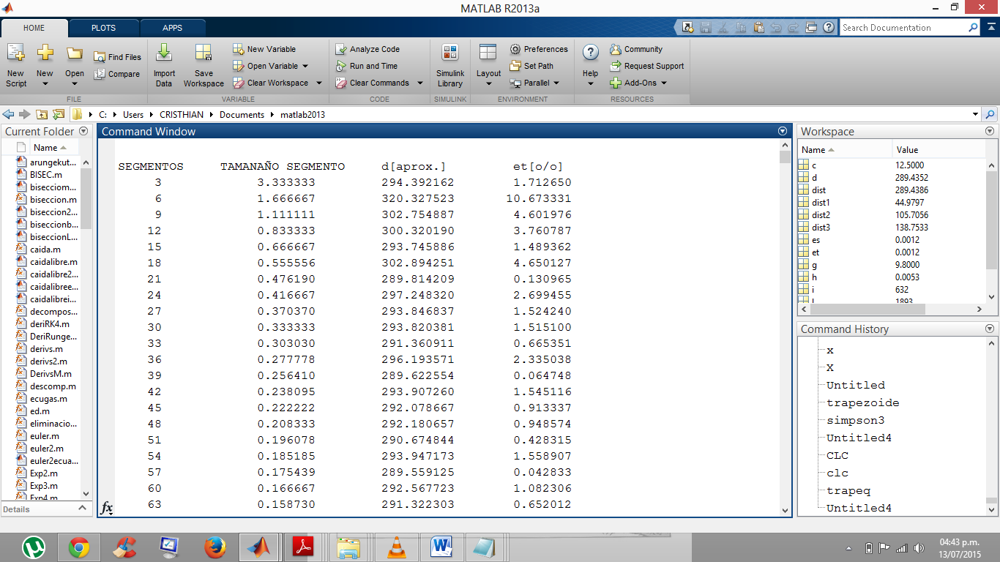 MATLAB R2013a
HOME PLOTS APPS
Search Documentation
New Script
New
Open
Find Files
Compare
Import Data
Save Workspace
New Variable
Open Variable
Clear Workspace
Analyze Code
Run and Time
Clear Commands
Simulink Library
Layout
Preferences
Set Path
Parallel
Help
Community
Request Support
Add-Ons
FILE VARIABLE CODE SIMULINK ENVIRONMENT RESOURCES
C: Users CRISTHIAN Documents matlab2013
Current Folder
Name
arungekut...
BISEC.m
bisecciom...
biseccion.m
biseccion2...
biseccionb...
biseccionL...
caida.m
caidalibre.m
caidalibre2...
caidalibree...
caidalibrei...
decompos...
deriRK4.m
DeriRunge...
derivs.m
derivs2.m
DerivsM.m
descomp.m
ecugas.m
ed.m
eliminacio...
euler.m
euler2.m
euler2ecua...
Exp2.m
Exp3.m
Exp4.m
Details
Command Window
SEGMENTOS TAMANAÑO SEGMENTO d[aprox.] et[o/o]
3 3.333333 294.392162 1.712650
6 1.666667 320.327523 10.673331
9 1.111111 302.754887 4.601976
12 0.833333 300.320190 3.760787
15 0.666667 293.745886 1.489362
18 0.555556 302.894251 4.650127
21 0.476190 289.814209 0.130965
24 0.416667 297.248320 2.699455
27 0.370370 293.846837 1.524240
30 0.333333 293.820381 1.515100
33 0.303030 291.360911 0.665351
36 0.277778 296.193571 2.335038
39 0.256410 289.622554 0.064748
42 0.238095 293.907260 1.545116
45 0.222222 292.078667 0.913337
48 0.208333 292.180657 0.948574
51 0.196078 290.674844 0.428315
54 0.185185 293.947173 1.558907
57 0.175439 289.559125 0.042833
60 0.166667 292.567723 1.082306
63 0.158730 291.322303 0.652012
fx
Workspace
Name Value
c 12.5000
d 289.4352
dist 289.4386
dist1 44.9797
dist2 105.7056
dist3 138.7533
es 0.0012
et 0.0012
g 9.8000
h 0.0053
i 632
1893
Command History
x
X
Untitled
trapezoide
simpson3
Untitled4
CLC
clc
trapeq
Untitled4
04:43 p.m.
13/07/2015